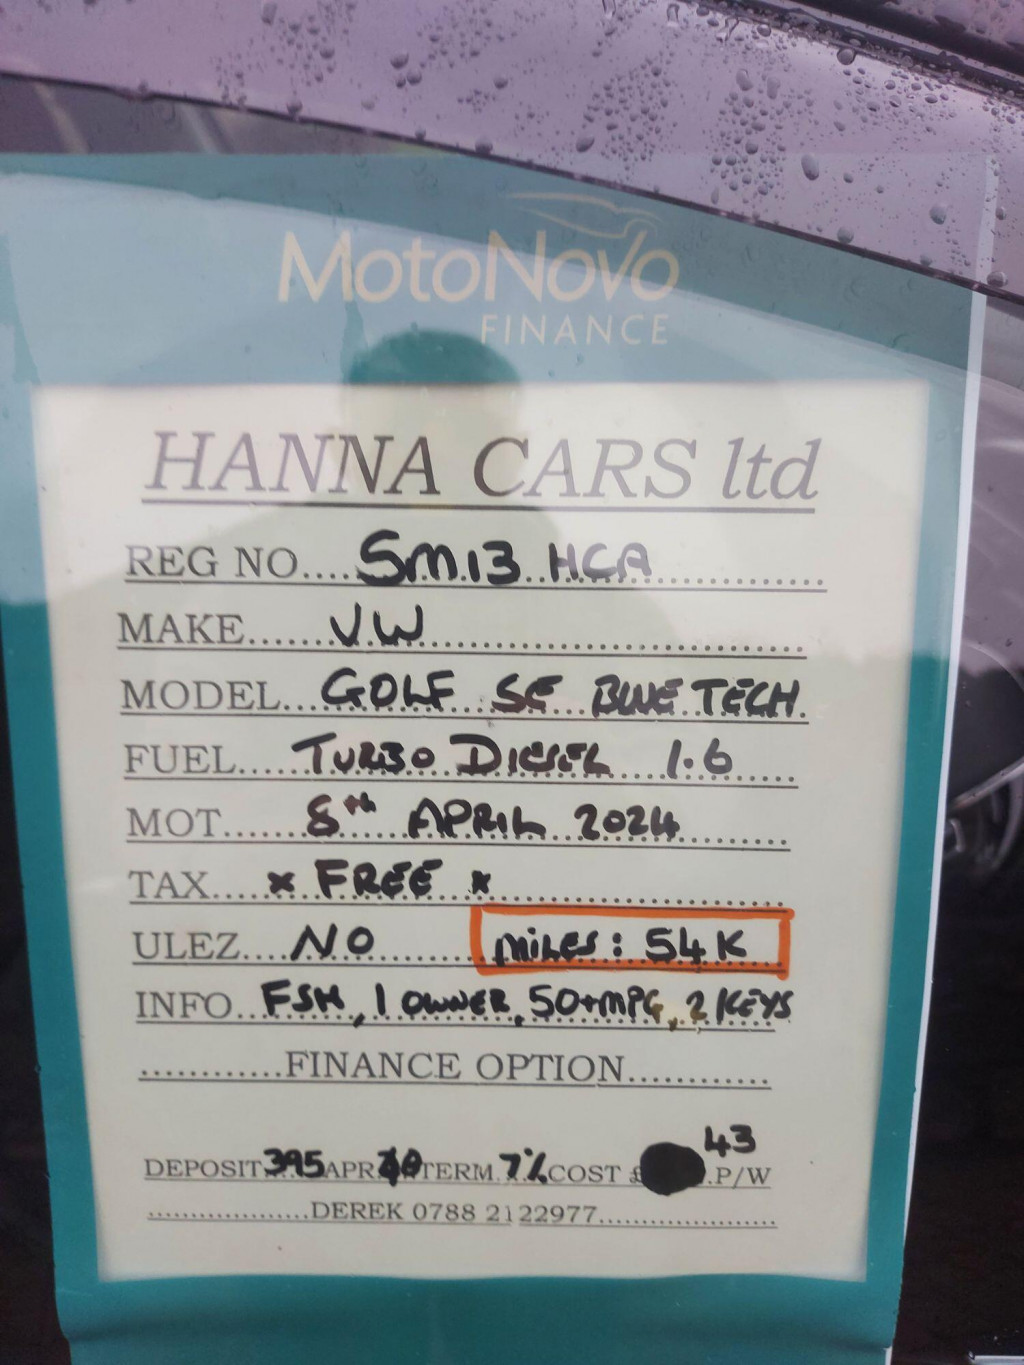 MotoNovo
FINANCE
HANNA CARS ltd
REG NO....SM13 HCA
MAKE......VW
MODEL...GOLF SE BLUE TECH.
FUEL....TURBO DIESEL 1.6
MOT......8th APRIL 2024
TAX....* FREE *
ULEZ....NO MILES: 54K
INFO...FSH, 1 OWNER, 50+MPG, 2 KEYS
............FINANCE OPTION............
DEPOSIT 395 APR TERM 7% COST £ 43 .P/W
..................DEREK 0788 2122977....................